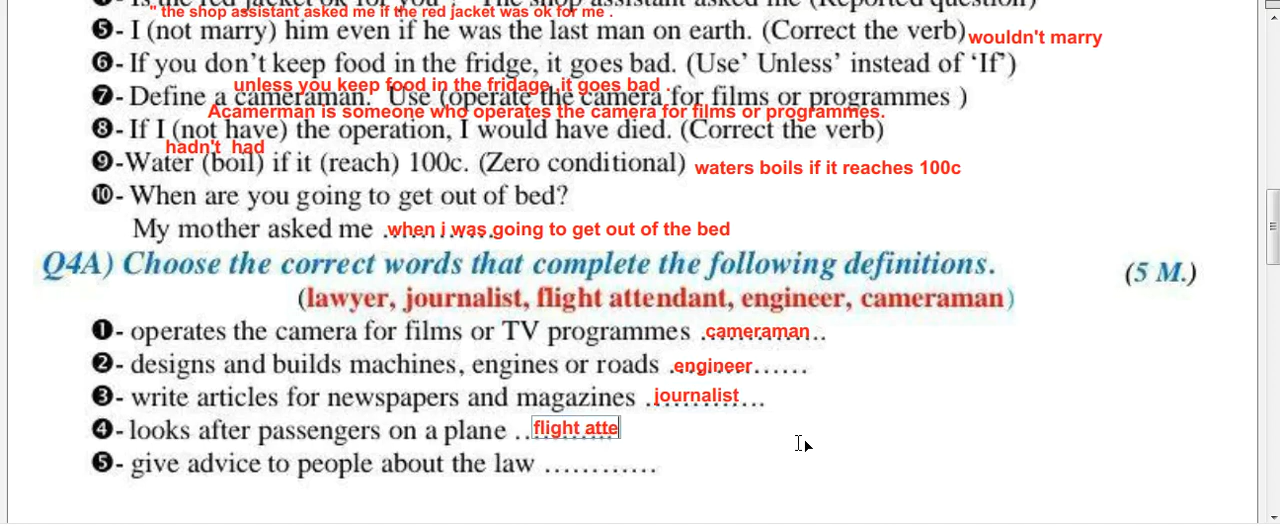 " the shop assistant asked me if the red jacket was ok for me .
❺- I (not marry) him even if he was the last man on earth. (Correct the verb) wouldn't marry
❻- If you don't keep food in the fridge, it goes bad. (Use' Unless' instead of 'If')
unless you keep food in the fridage ,it goes bad .
❼- Define a cameraman. Use (operate the camera for films or programmes )
Acamerman is someone who operates the camera for films or programmes.
❽- If I (not have) the operation, I would have died. (Correct the verb)
hadn't had
❾-Water (boil) if it (reach) 100c. (Zero conditional) waters boils if it reaches 100c
❿- When are you going to get out of bed?
My mother asked me ............ when i was going to get out of the bed
Q4A) Choose the correct words that complete the following definitions. (5 M.)
(lawyer, journalist, flight attendant, engineer, cameraman)
❶- operates the camera for films or TV programmes ............ cameraman
❷- designs and builds machines, engines or roads ............ engineer
❸- write articles for newspapers and magazines ............ journalist
❹- looks after passengers on a plane ............ flight atte
❺- give advice to people about the law ............